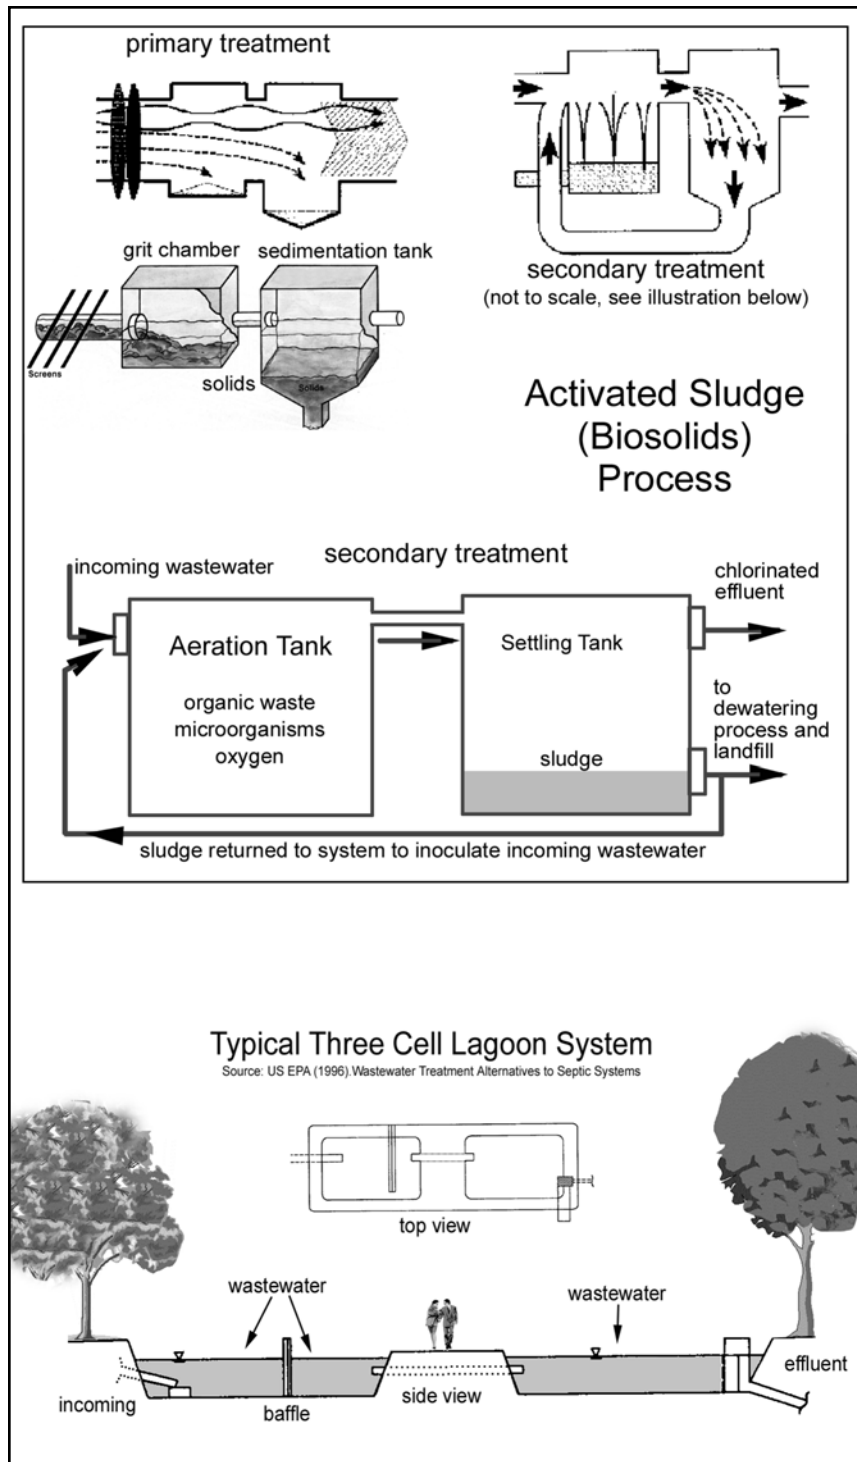 primary treatment
grit chamber
sedimentation tank
Screens
solids
Solids
secondary treatment
(not to scale, see illustration below)
Activated Sludge
(Biosolids)
Process
secondary treatment
incoming wastewater
chlorinated
effluent
Aeration Tank
organic waste
microorganisms
oxygen
Settling Tank
sludge
to
dewatering
process and
landfill
sludge returned to system to inoculate incoming wastewater
Typical Three Cell Lagoon System
Source: US EPA (1996).Wastewater Treatment Alternatives to Septic Systems
top view
wastewater
wastewater
incoming
baffle
side view
effluent